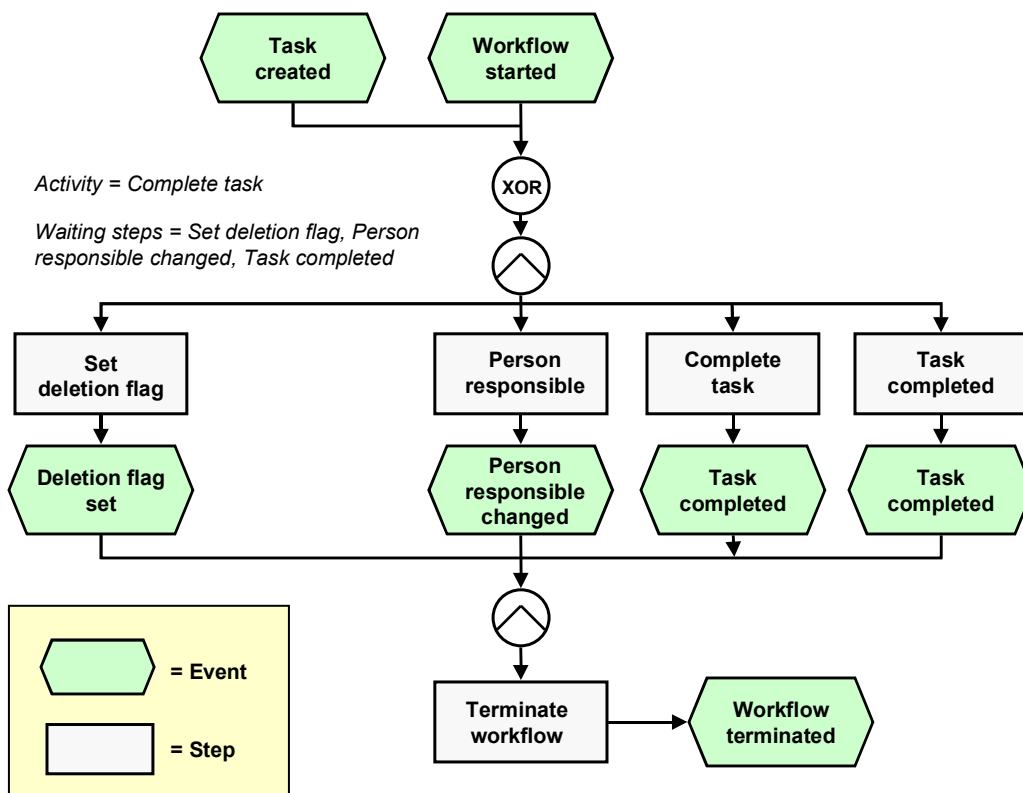 Task
created
Workflow
started
XOR
Activity = Complete task
Waiting steps = Set deletion flag, Person
responsible changed, Task completed
Set
deletion flag
Person
responsible
Complete
task
Task
completed
Deletion flag
set
Person
responsible
changed
Task
completed
Task
completed
= Event
= Step
Terminate
workflow
Workflow
terminated